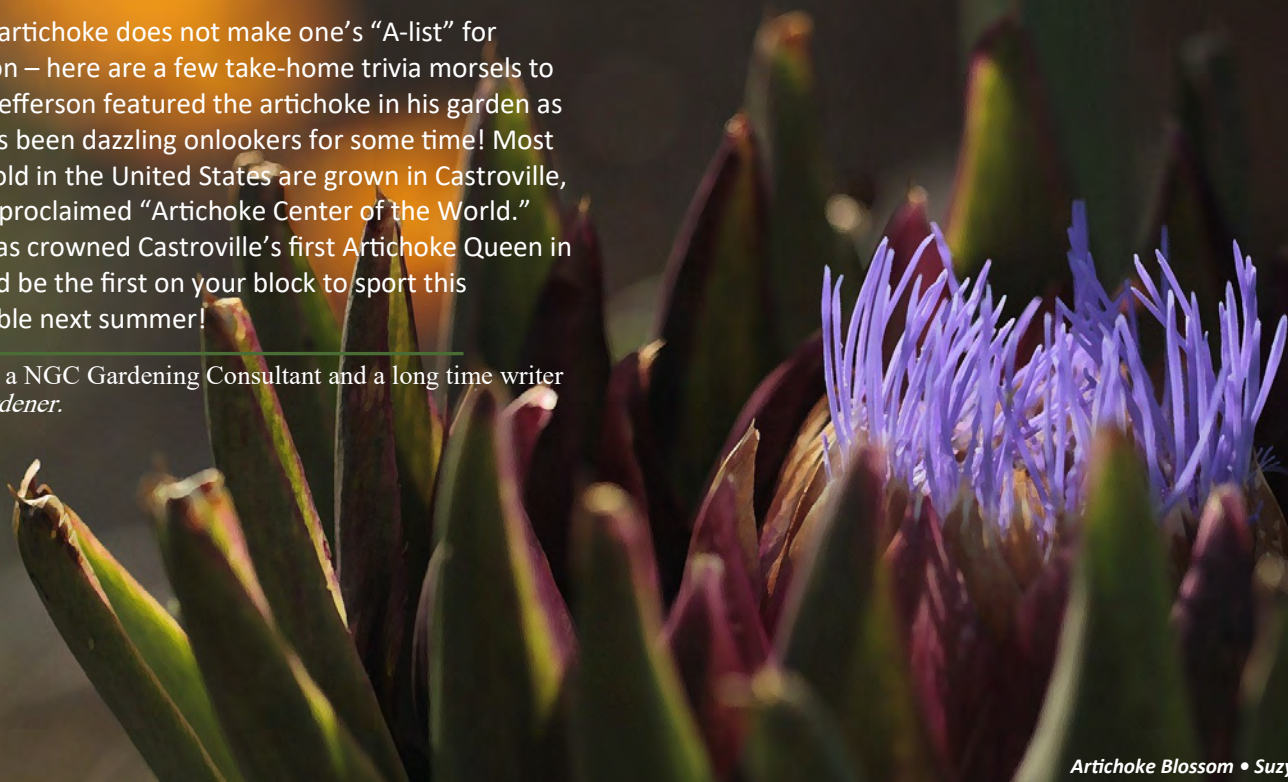 artichoke does not make one's “A-list” for
on – here are a few take-home trivia morsels to
efferson featured the artichoke in his garden as
s been dazzling onlookers for some time! Most
old in the United States are grown in Castroville,
proclaimed “Artichoke Center of the World.”
as crowned Castroville’s first Artichoke Queen in
d be the first on your block to sport this
ble next summer!
a NGC Gardening Consultant and a long time writer
dener.
Artichoke Blossom • Suzy